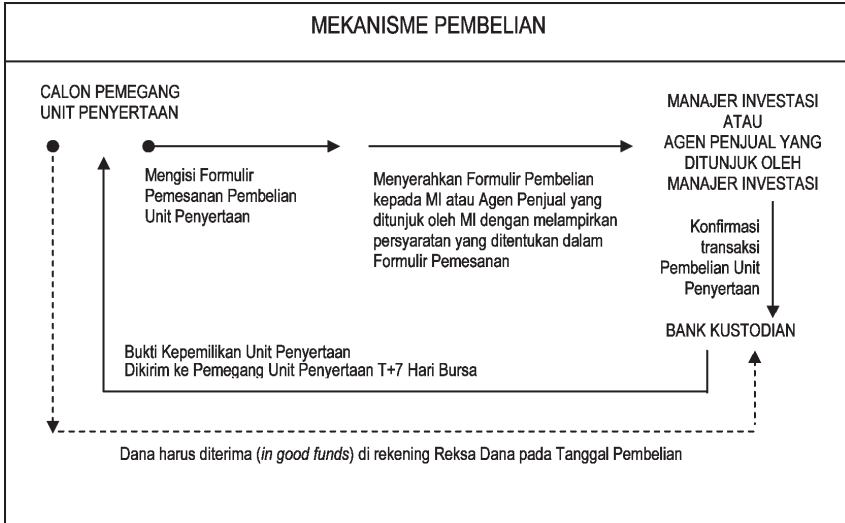 MEKANISME PEMBELIAN
CALON PEMEGANG
UNIT PENYERTAAN
Mengisi Formulir
Pemesanan Pembelian
Unit Penyertaan
Menyerahkan Formulir Pembelian
kepada MI atau Agen Penjual yang
ditunjuk oleh MI dengan melampirkan
persyaratan yang ditentukan dalam
Formulir Pemesanan
MANAJER INVESTASI
ATAU
AGEN PENJUAL YANG
DITUNJUK OLEH
MANAJER INVESTASI
Konfirmasi
transaksi
Pembelian Unit
Penyertaan
BANK KUSTODIAN
Bukti Kepemilikan Unit Penyertaan
Dikirim ke Pemegang Unit Penyertaan T+7 Hari Bursa
Dana harus diterima (in good funds) di rekening Reksa Dana pada Tanggal Pembelian